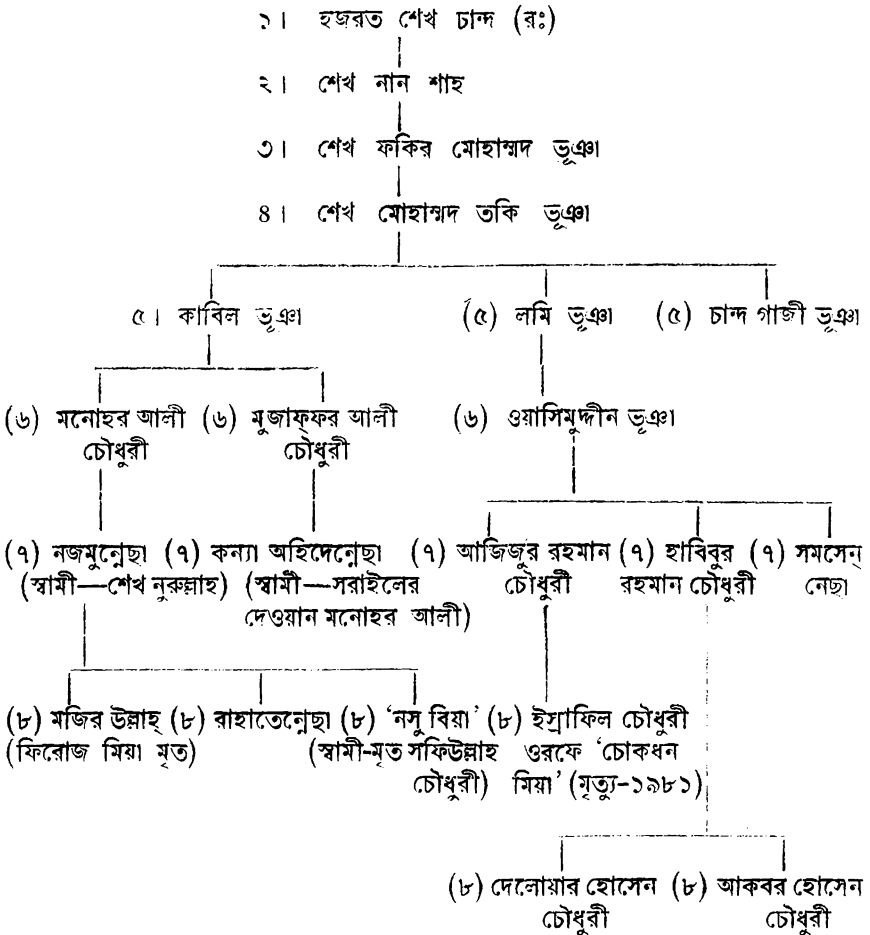 ১। হজরত শেখ চান্দ (রঃ)
২। শেখ নান শাহ
৩। শেখ ফকির মোহাম্মদ ভূঞা
৪। শেখ মোহাম্মদ তকি ভূঞা
৫। কাবিল ভূঞা (৫) লমি ভূঞা (৫) চান্দ গাজী ভূঞা
(৬) মনোহর আলী (৬) মুজাফ্ফর আলী (৬) ওয়াসিমুদ্দীন ভূঞা
চৌধুরী চৌধুরী
(৭) নজমুন্নেছা (৭) কন্যা অহিদেন্নেছা (৭) আজিজুর রহমান (৭) হাবিবুর (৭) সমসেন্
(স্বামী—শেখ নুরুল্লাহ) (স্বামী—সরাইলের চৌধুরী রহমান চৌধুরী নেছা
দেওয়ান মনোহর আলী)
(৮) মজির উল্লাহ্ (৮) রাহাতেন্নেছা (৮) ‘নসু বিয়া’ (৮) ইস্রাফিল চৌধুরী
(ফিরোজ মিয়া মৃত) (স্বামী-মৃত সফিউল্লাহ ওরফে ‘চোকধন
চৌধুরী) মিয়া’ (মৃত্যু-১৯৮১)
(৮) দেলোয়ার হোসেন (৮) আকবর হোসেন
চৌধুরী চৌধুরী